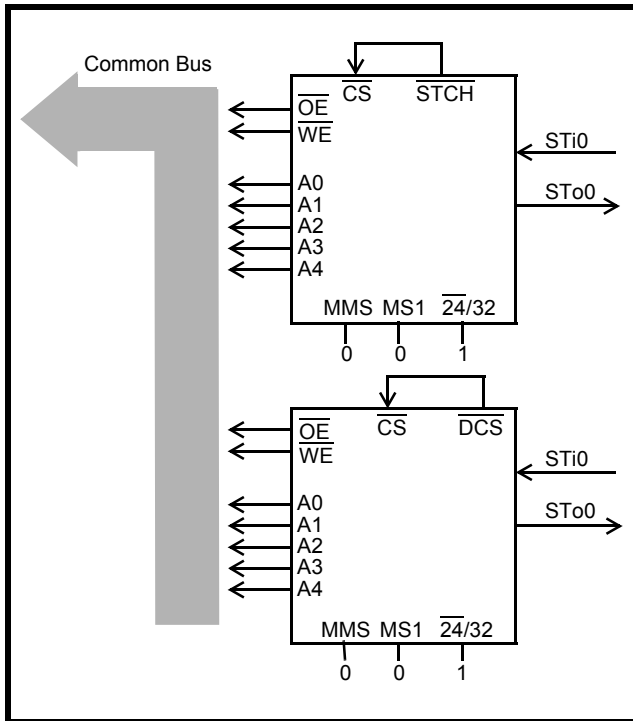 Common Bus
CS STCH
OE
WE
STi0
A0
STo0
A1
A2
A3
A4
MMS MS1 24/32
0 0 1
CS DCS
OE
WE
STi0
A0
STo0
A1
A2
A3
A4
MMS MS1 24/32
0 0 1